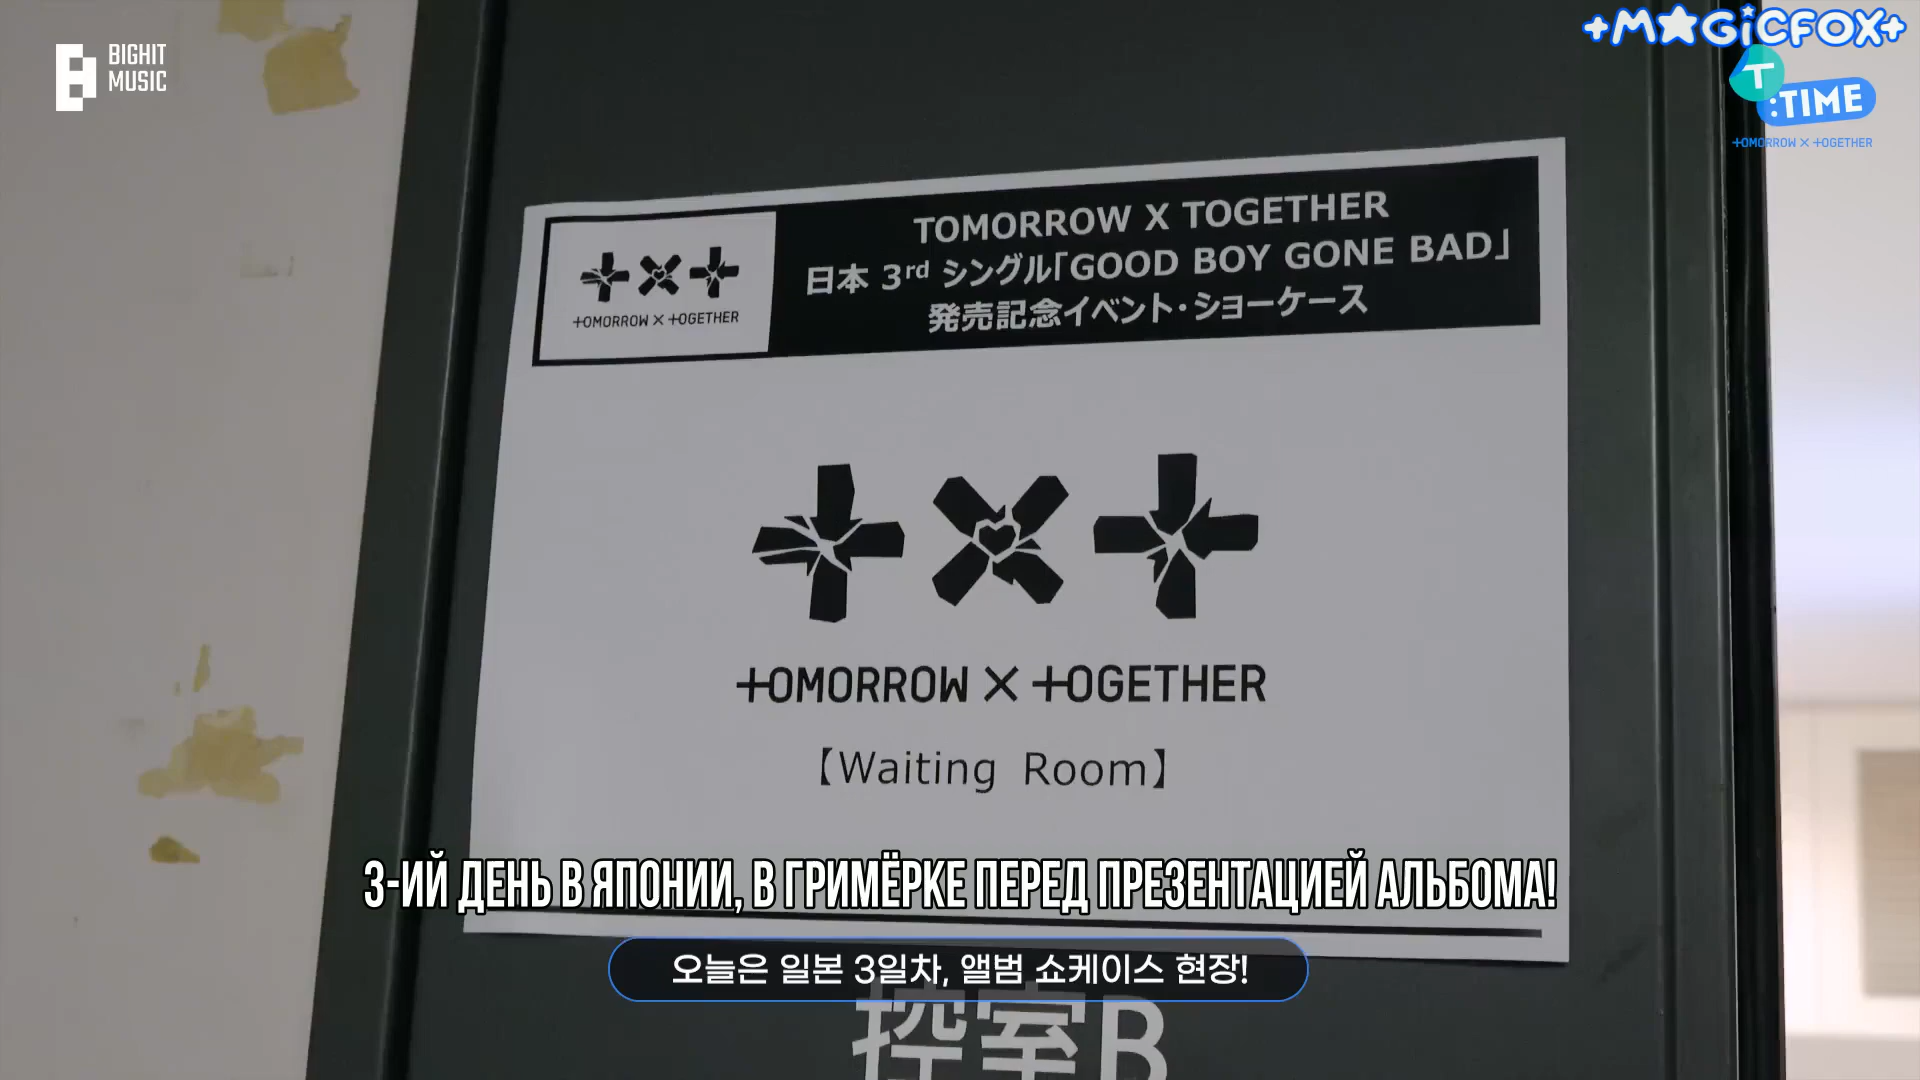 BIGHIT
MUSIC
+MAGICFOX+
T
:TIME
TOMORROW X TOGETHER
TOMORROW X TOGETHER
日本 3rd シングル「GOOD BOY GONE BAD」
発売記念イベント・ショーケース
TOMORROW X TOGETHER
TOMORROW X TOGETHER
【Waiting Room】
3-ИЙ ДЕНЬ В ЯПОНИИ, В ГРИМЁРКЕ ПЕРЕД ПРЕЗЕНТАЦИЕЙ АЛЬБОМА!
오늘은 일본 3일차, 앨범 쇼케이스 현장!
控室B